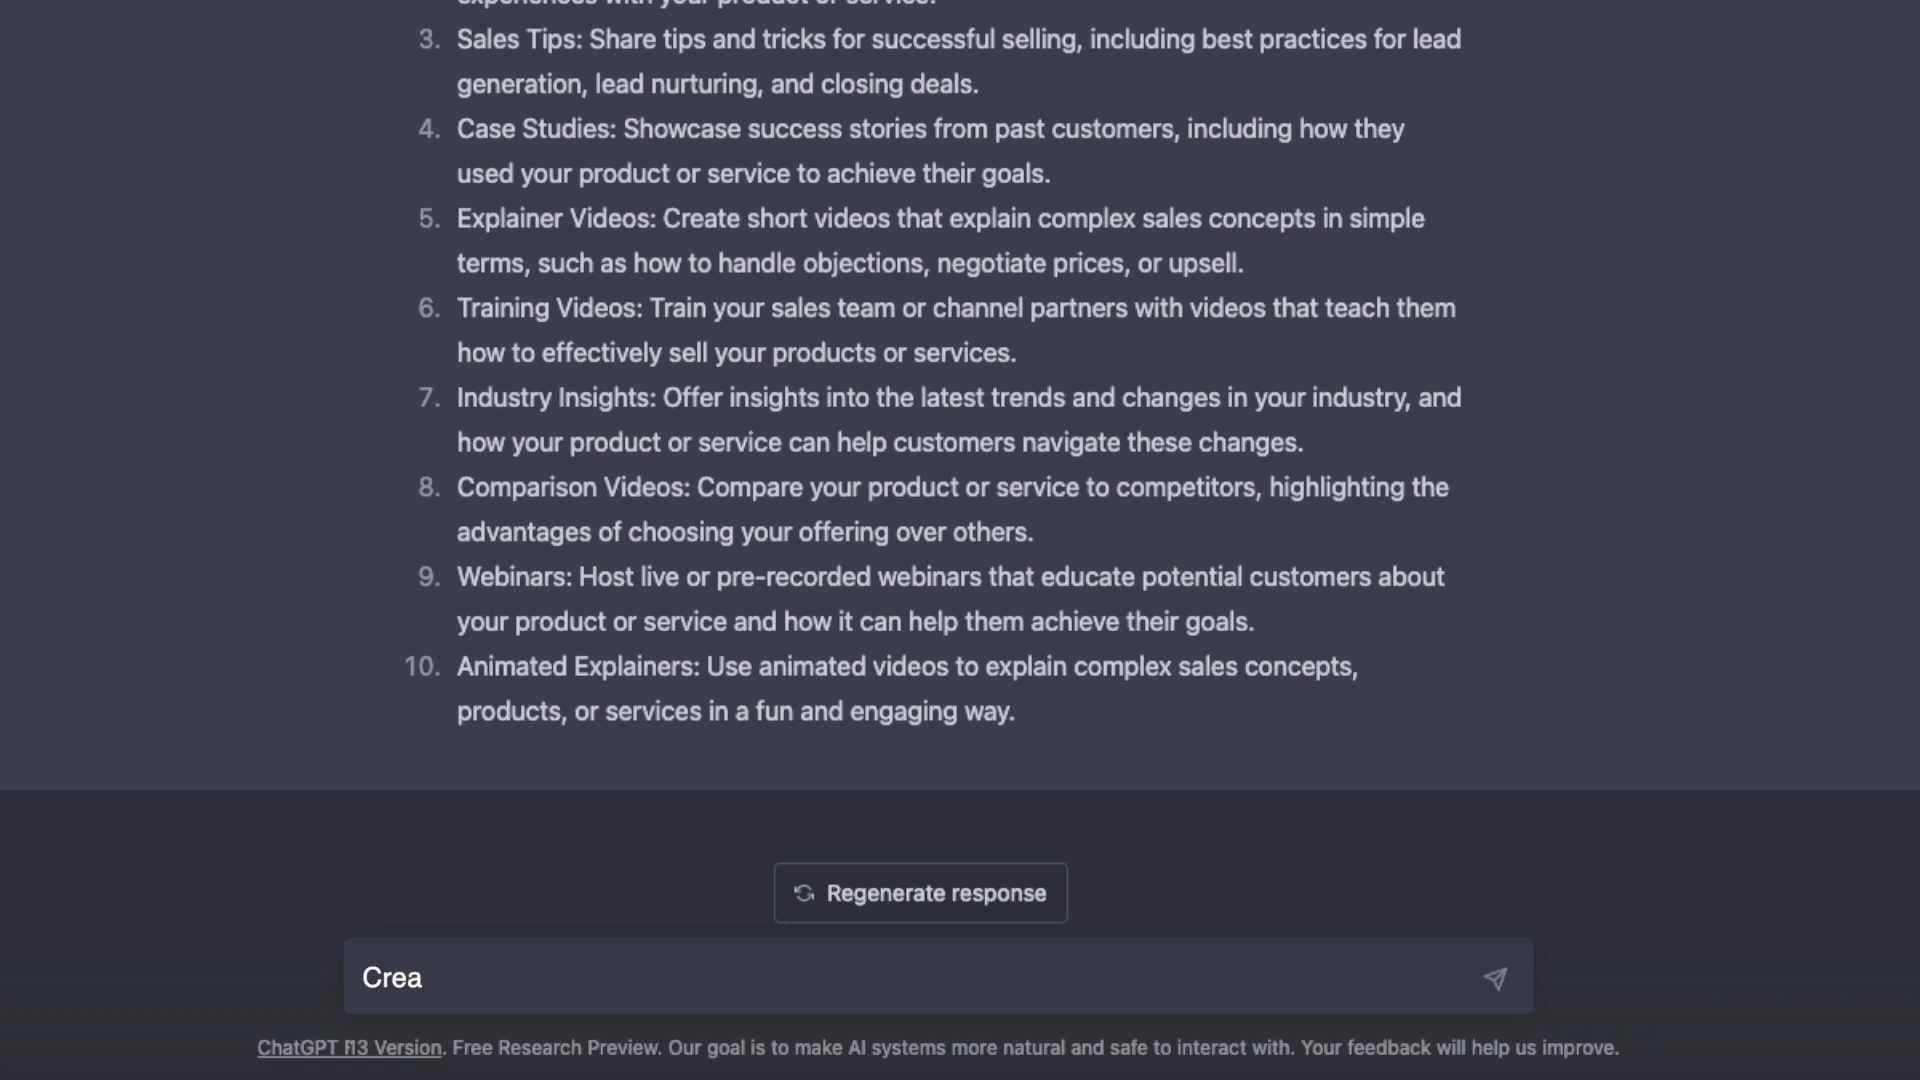 experiences with your product or service.
3. Sales Tips: Share tips and tricks for successful selling, including best practices for lead
generation, lead nurturing, and closing deals.
4. Case Studies: Showcase success stories from past customers, including how they
used your product or service to achieve their goals.
5. Explainer Videos: Create short videos that explain complex sales concepts in simple
terms, such as how to handle objections, negotiate prices, or upsell.
6. Training Videos: Train your sales team or channel partners with videos that teach them
how to effectively sell your products or services.
7. Industry Insights: Offer insights into the latest trends and changes in your industry, and
how your product or service can help customers navigate these changes.
8. Comparison Videos: Compare your product or service to competitors, highlighting the
advantages of choosing your offering over others.
9. Webinars: Host live or pre-recorded webinars that educate potential customers about
your product or service and how it can help them achieve their goals.
10. Animated Explainers: Use animated videos to explain complex sales concepts,
products, or services in a fun and engaging way.
Regenerate response
Crea
ChatGPT Version. Free Research Preview. Our goal is to make AI systems more natural and safe to interact with. Your feedback will help us improve.